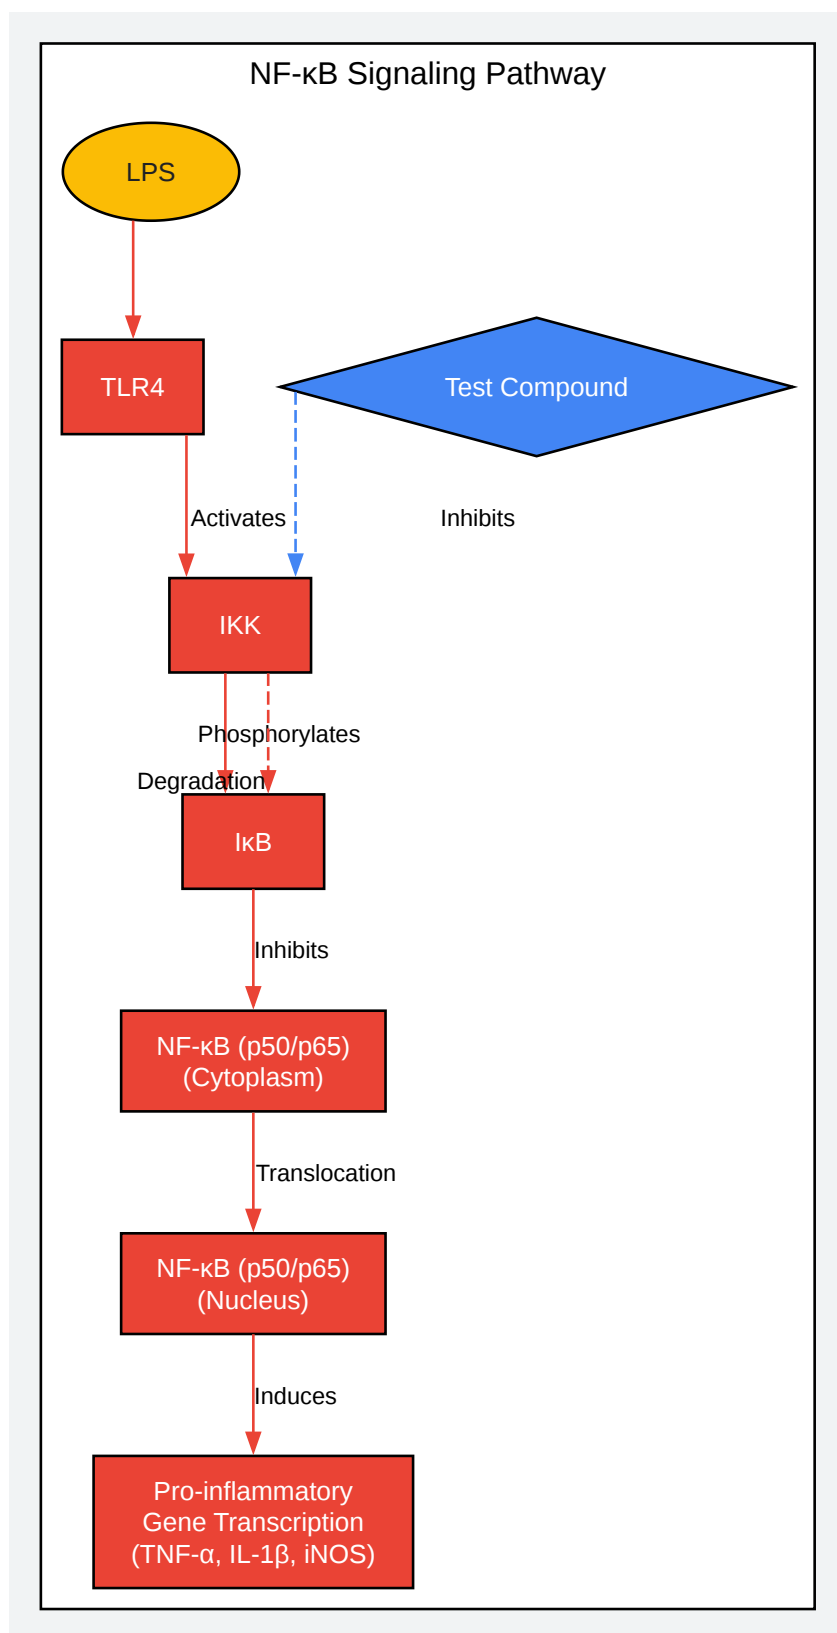 NF-κB Signaling Pathway
LPS
TLR4
Test Compound
Activates
Inhibits
IKK
Phosphorylates
Degradation
IκB
Inhibits
NF-κB (p50/p65)
(Cytoplasm)
Translocation
NF-κB (p50/p65)
(Nucleus)
Induces
Pro-inflammatory
Gene Transcription
(TNF-α, IL-1β, iNOS)